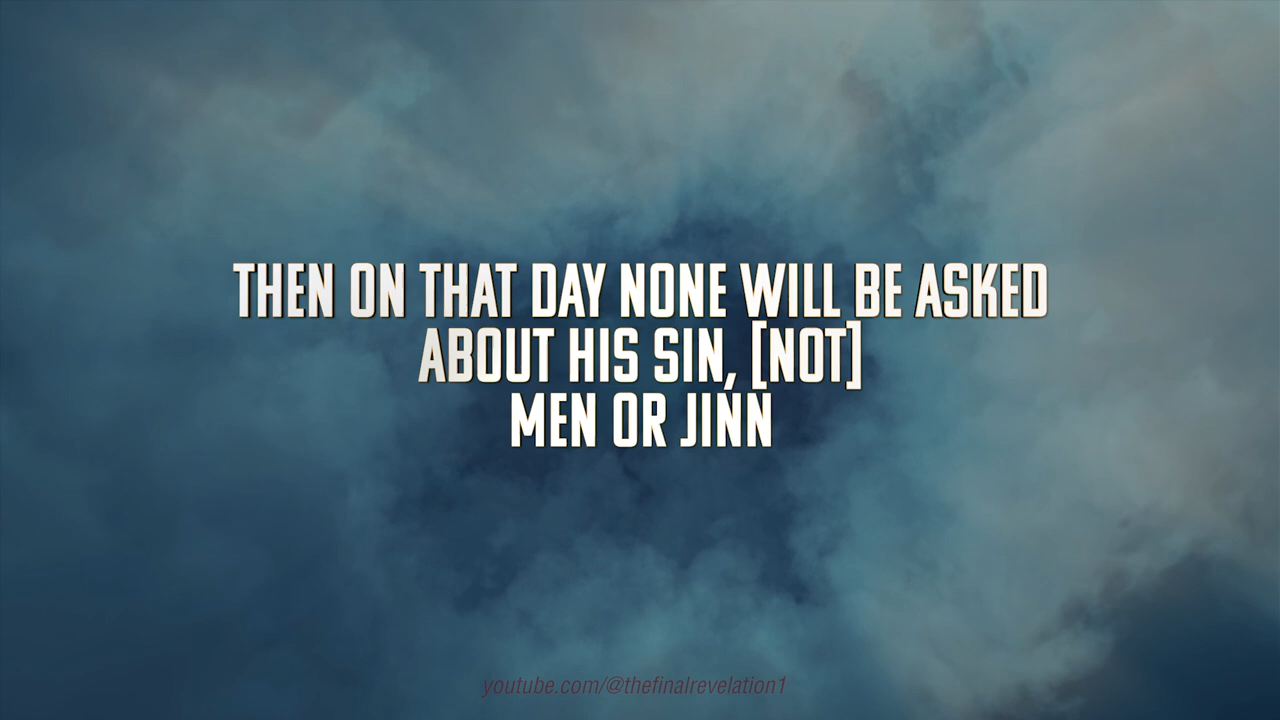 THEN ON THAT DAY NONE WILL BE ASKED
ABOUT HIS SIN, [NOT]
MEN OR JINN
youtube.com/@thefinalrevelation1